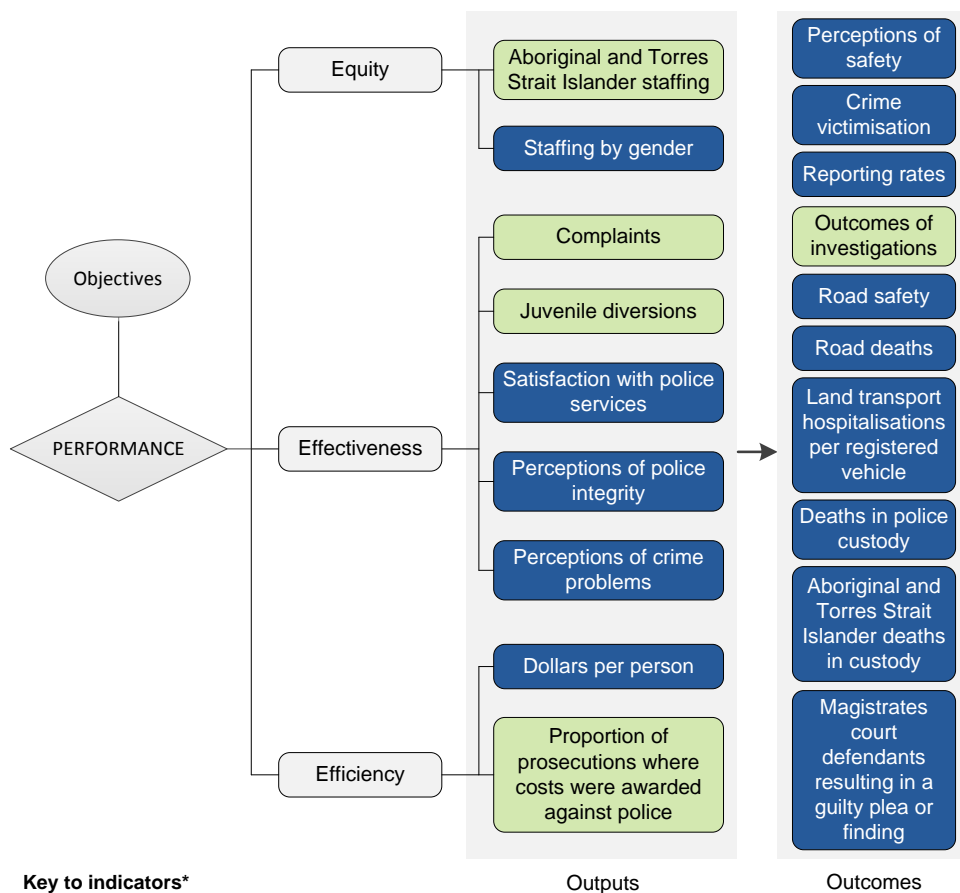 Objectives
PERFORMANCE
Equity
Effectiveness
Efficiency
Aboriginal and Torres
Strait Islander staffing
Staffing by gender
Complaints
Juvenile diversions
Satisfaction with police
services
Perceptions of police
integrity
Perceptions of crime
problems
Dollars per person
Proportion of
prosecutions where
costs were awarded
against police
Perceptions of
safety
Crime
victimisation
Reporting rates
Outcomes of
investigations
Road safety
Road deaths
Land transport
hospitalisations
per registered
vehicle
Deaths in police
custody
Aboriginal and
Torres Strait
Islander deaths
in custody
Magistrates
court
defendants
resulting in a
guilty plea or
finding
Key to indicators*
Outputs
Outcomes